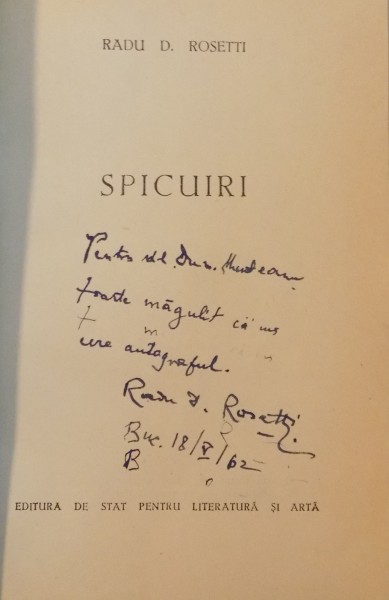 RADU D. ROSETTI
SPICUIRI
Pentru dl. Dum. Munteanu
foarte măgulit că mi
cere autograful.
Radu D. Rosetti
Buc. 18/V/62
EDITURA DE STAT PENTRU LITERATURĂ ȘI ARTĂ